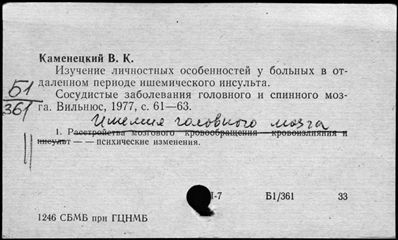 Каменецкий В. К.
Изучение личностных особенностей у больных в от-
даленном периоде ишемического инсульта.
Б1
361
Сосудистые заболевания головного и спинного моз-
га. Вильнюс, 1977, с. 61—63.
Ишемия головного мозга
1. Расстройства мозгового кровообращения — кровоизлияния и
инсульт — — психические изменения.
I-7 Б1/361 33
1246 СБМБ при ГЦНМБ